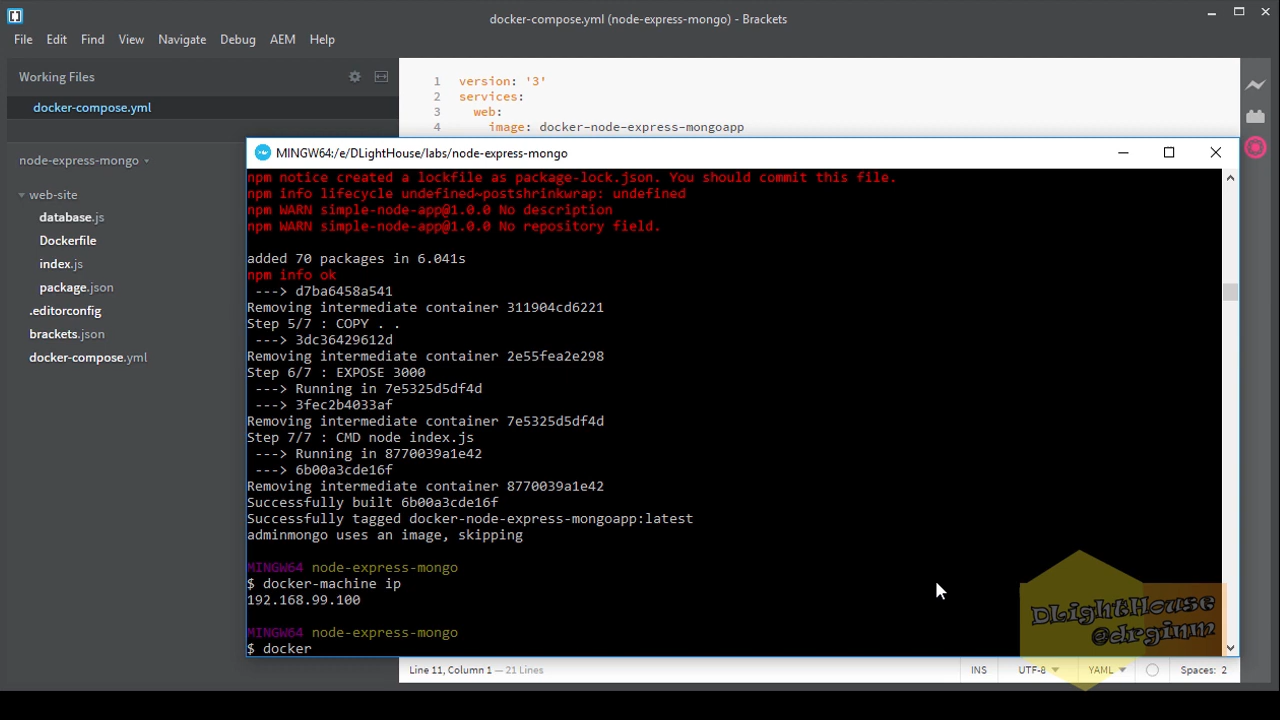 docker-compose.yml (node-express-mongo) - Brackets
File Edit Find View Navigate Debug AEM Help
Working Files
docker-compose.yml
node-express-mongo
web-site
database.js
Dockerfile
index.js
package.json
.editorconfig
brackets.json
docker-compose.yml
1 version: '3'
2 services:
3 web:
4 image: docker-node-express-mongoapp
MINGW64:/e/DLightHouse/labs/node-express-mongo
npm notice created a lockfile as package-lock.json. You should commit this file.
npm info lifecycle undefined~postshrinkwrap: undefined
npm WARN simple-node-app@1.0.0 No description
npm WARN simple-node-app@1.0.0 No repository field.
added 70 packages in 6.041s
npm info ok
---> d7ba6458a541
Removing intermediate container 311904cd6221
Step 5/7 : COPY . .
---> 3dc36429612d
Removing intermediate container 2e55fea2e298
Step 6/7 : EXPOSE 3000
---> Running in 7e5325d5df4d
---> 3fec2b4033af
Removing intermediate container 7e5325d5df4d
Step 7/7 : CMD node index.js
---> Running in 8770039a1e42
---> 6b00a3cde16f
Removing intermediate container 8770039a1e42
Successfully built 6b00a3cde16f
Successfully tagged docker-node-express-mongoapp:latest
adminmongo uses an image, skipping
MINGW64 node-express-mongo
$ docker-machine ip
192.168.99.100
MINGW64 node-express-mongo
$ docker
DLightHouse
@drginm
Line 11, Column 1 — 21 Lines
INS UTF-8 YAML Spaces: 2